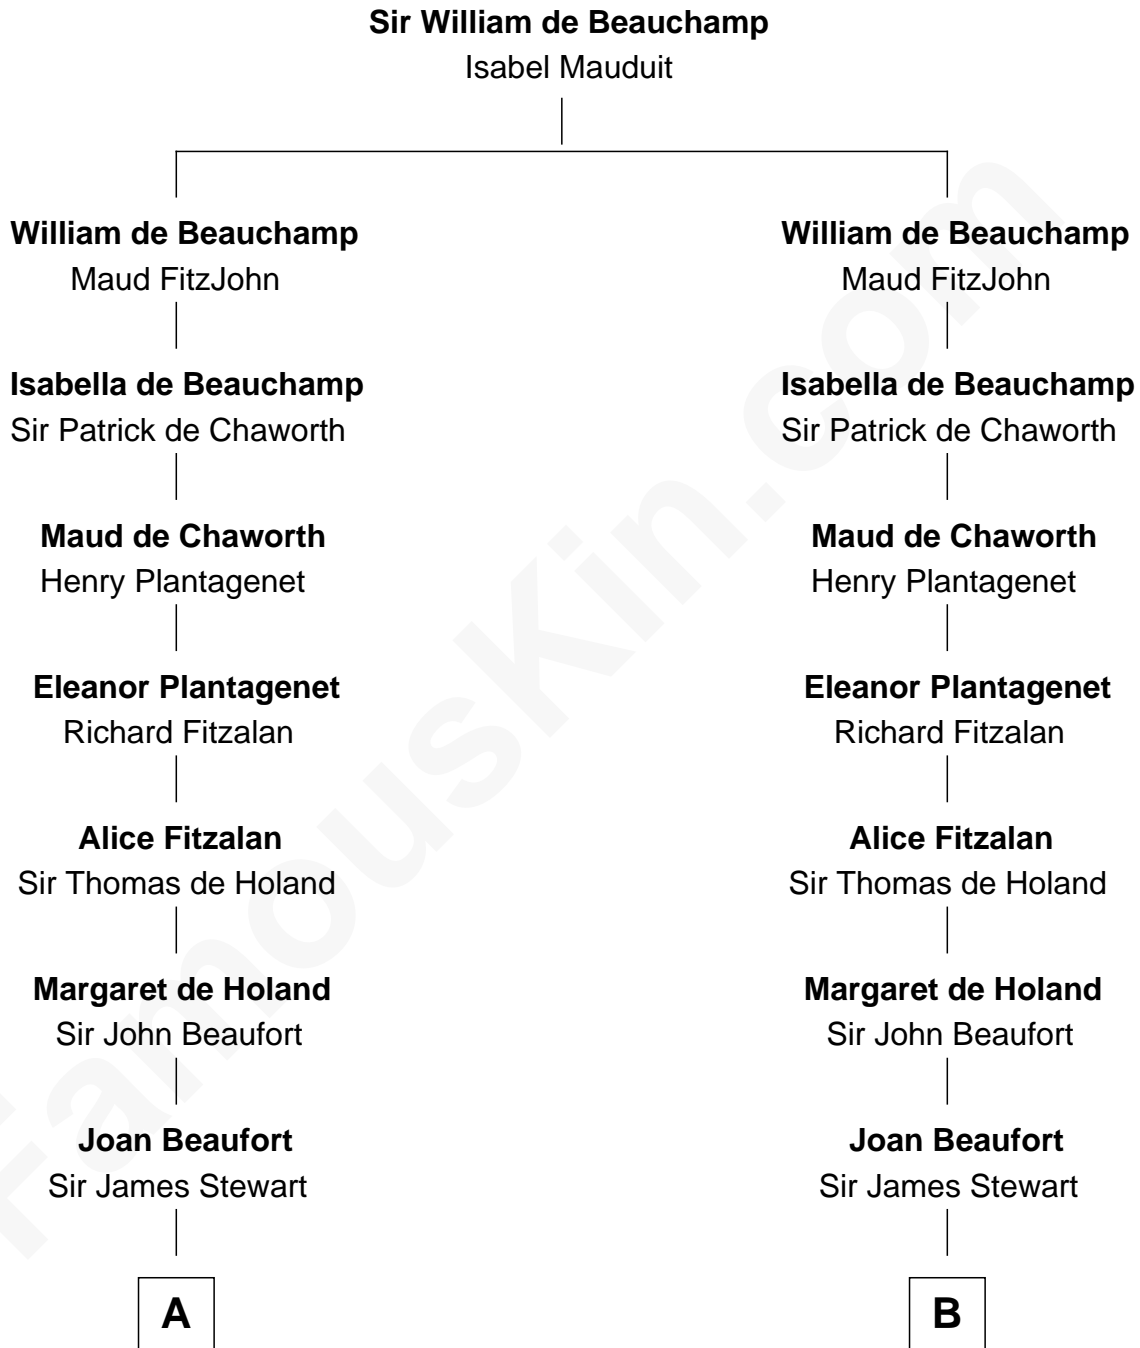 Sir William de Beauchamp
Isabel Mauduit
William de Beauchamp
Maud FitzJohn
Isabella de Beauchamp
Sir Patrick de Chaworth
Maud de Chaworth
Henry Plantagenet
Eleanor Plantagenet
Richard Fitzalan
Alice Fitzalan
Sir Thomas de Holand
Margaret de Holand
Sir John Beaufort
Joan Beaufort
Sir James Stewart
A
William de Beauchamp
Maud FitzJohn
Isabella de Beauchamp
Sir Patrick de Chaworth
Maud de Chaworth
Henry Plantagenet
Eleanor Plantagenet
Richard Fitzalan
Alice Fitzalan
Sir Thomas de Holand
Margaret de Holand
Sir John Beaufort
Joan Beaufort
Sir James Stewart
B
FamousKin.com